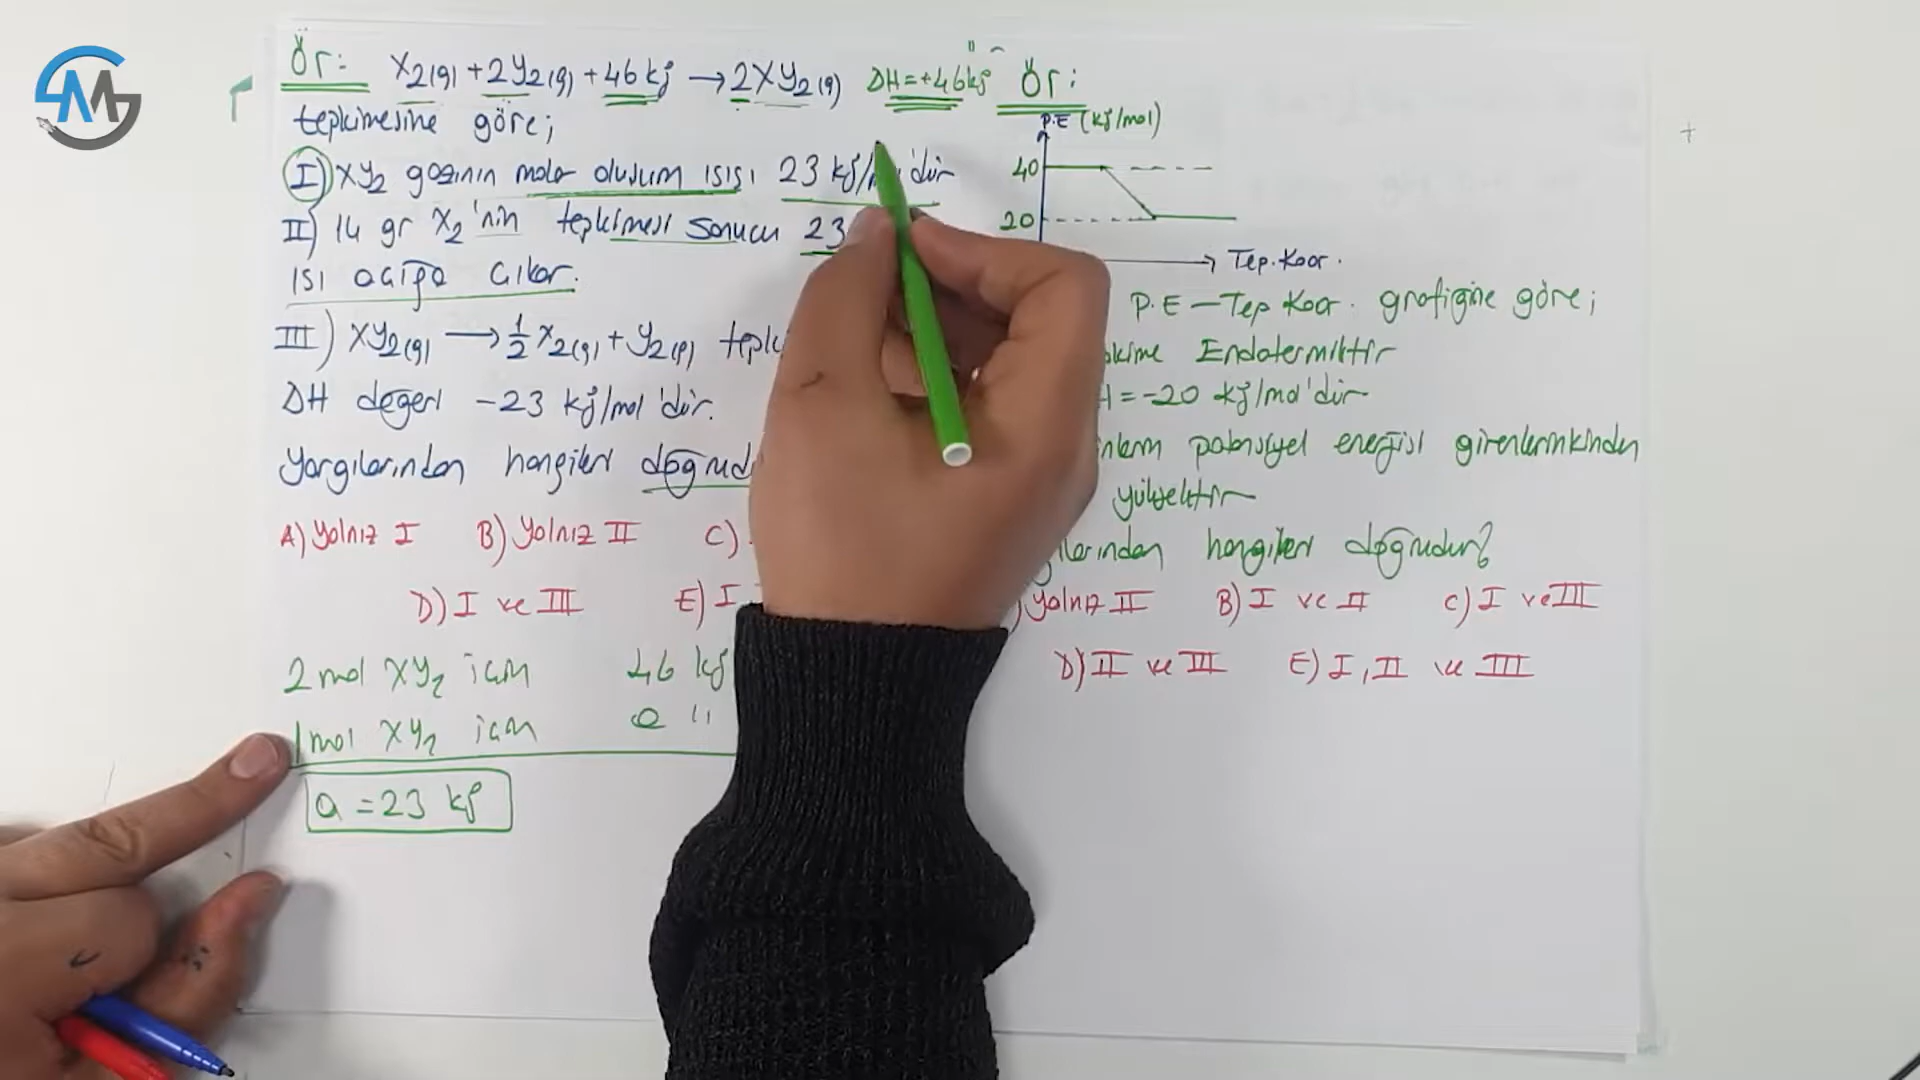 Ör: X2(g) + 2Y2(g) + 46 kj → 2XY2(g) DH = +46kj
tepkimesine göre;
I) XY2 gazının molar oluşum ısısı 23 kj/ 'dür
II) 14 gr X2'nin tepkimesi sonucu 23
ısı açığa çıkar.
III) XY2(g) → 1/2 X2(g) + Y2(g)
DH değeri -23 kj/mol'dür.
Yargılarından hangileri
A) Yalnız I B) Yalnız II C)
D) I ve III E) I
2 mol XY2 için 46 kj
1 mol XY2 için a "
a = 23 kj
Ör:
P.E (kj/mol)
40
20
Tep. Koor.
P.E - Tep Koor. grafiğine göre;
Endotermiktir
= -20 kj/mol'dür
potansiyel enerjisi girenlerinkinden
yüksektir
hangileri doğrudur?
Yalnız II B) I ve II C) I ve III
D) II ve III E) I, II ve III